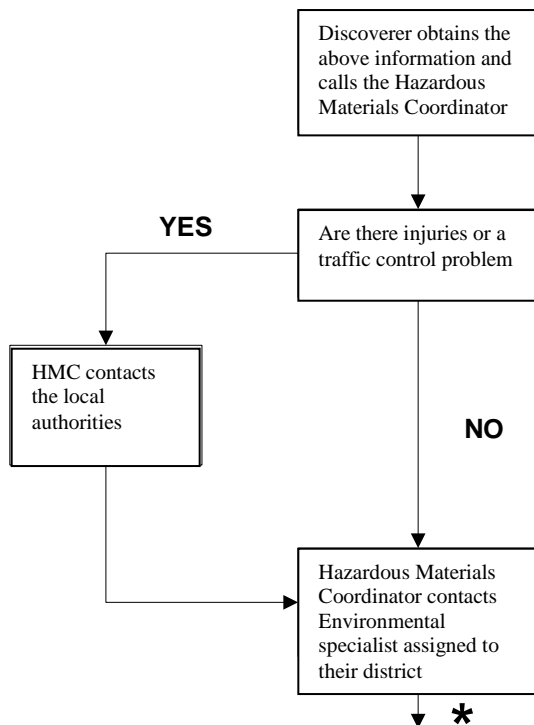 Discoverer obtains the
above information and
calls the Hazardous
Materials Coordinator
YES
Are there injuries or a
traffic control problem
HMC contacts
the local
authorities
NO
Hazardous Materials
Coordinator contacts
Environmental
specialist assigned to
their district
*